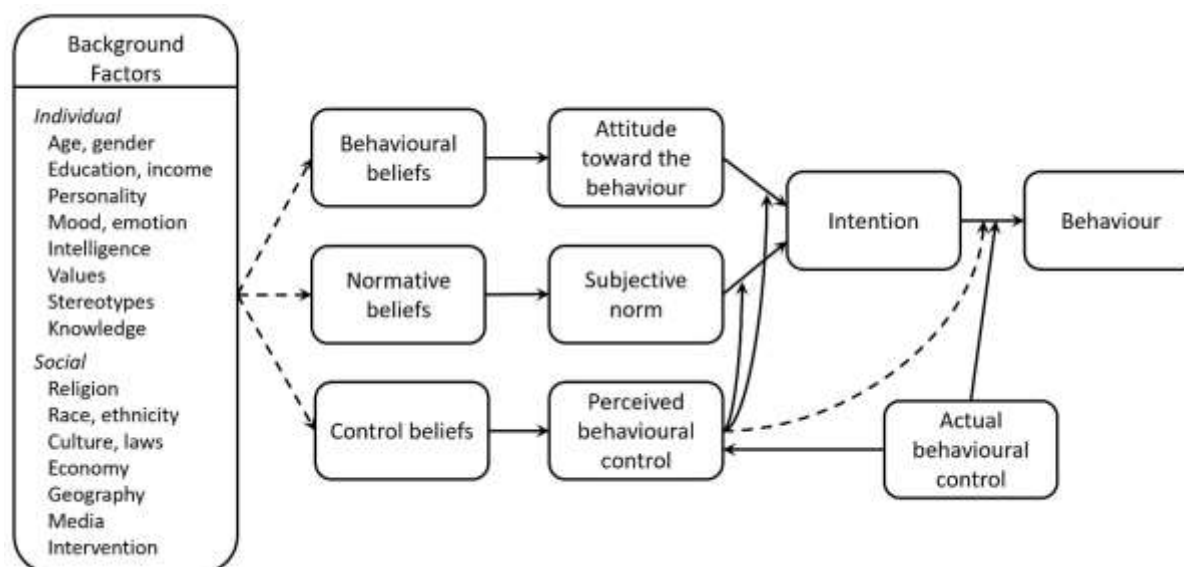 Background
Factors
Individual
Age, gender
Education, income
Personality
Mood, emotion
Intelligence
Values
Stereotypes
Knowledge
Social
Religion
Race, ethnicity
Culture, laws
Economy
Geography
Media
Intervention
Behavioural
beliefs
Normative
beliefs
Control beliefs
Attitude
toward the
behaviour
Subjective
norm
Perceived
behavioural
control
Intention
Behaviour
Actual
behavioural
control